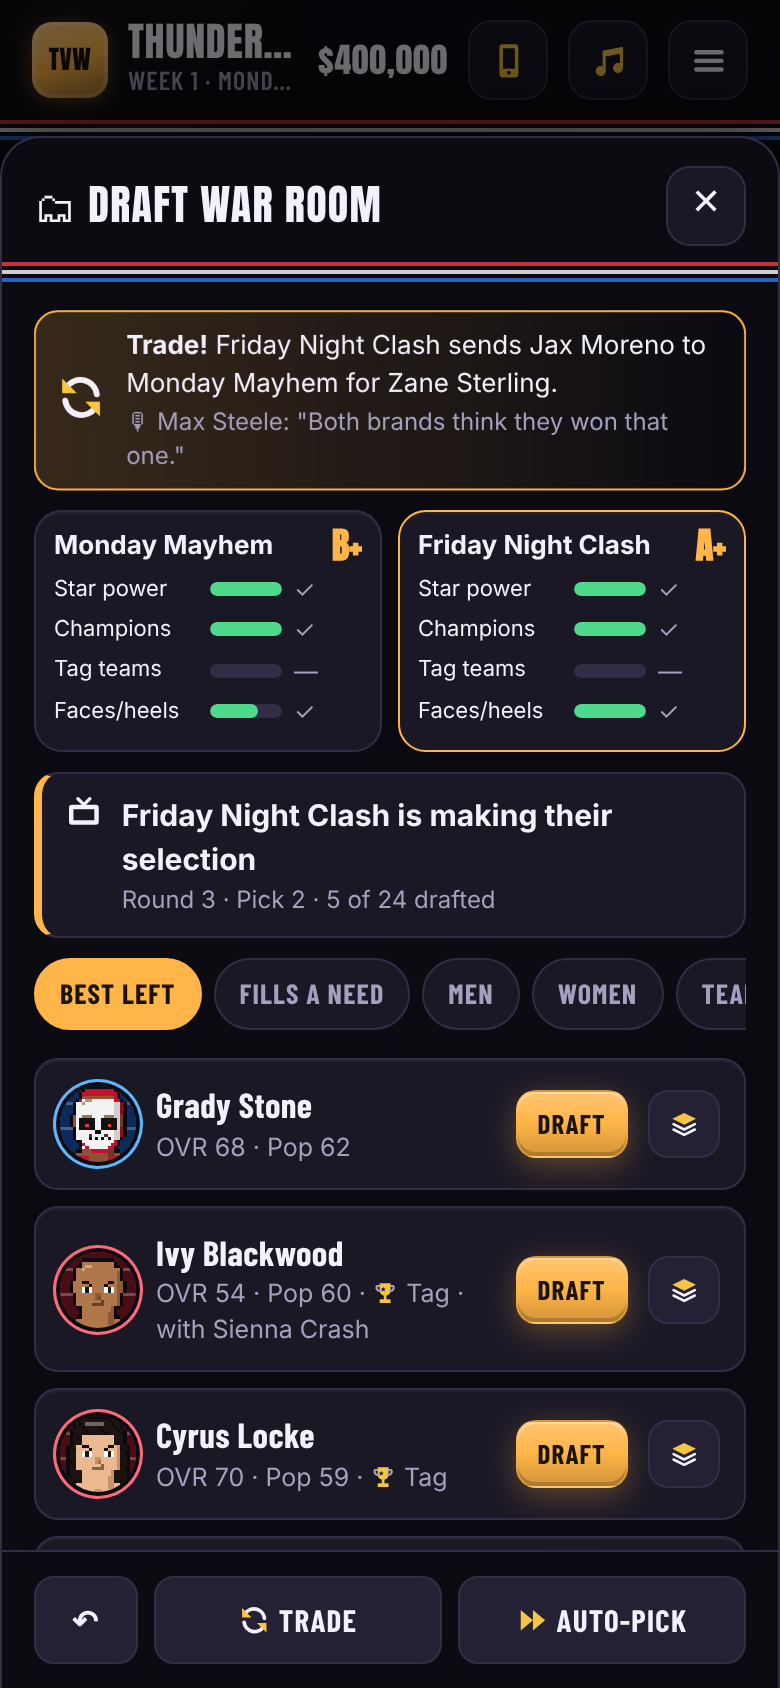 TVW
THUNDER...
WEEK 1 · MOND...
$400,000
DRAFT WAR ROOM
Trade! Friday Night Clash sends Jax Moreno to
Monday Mayhem for Zane Sterling.
Max Steele: "Both brands think they won that
one."
Monday Mayhem B+
Star power
Champions
Tag teams
Faces/heels
Friday Night Clash A+
Star power
Champions
Tag teams
Faces/heels
Friday Night Clash is making their
selection
Round 3 · Pick 2 · 5 of 24 drafted
BEST LEFT
FILLS A NEED
MEN
WOMEN
Grady Stone
OVR 68 · Pop 62
DRAFT
Ivy Blackwood
OVR 54 · Pop 60 · Tag ·
with Sienna Crash
DRAFT
Cyrus Locke
OVR 70 · Pop 59 · Tag
DRAFT
TRADE
AUTO-PICK